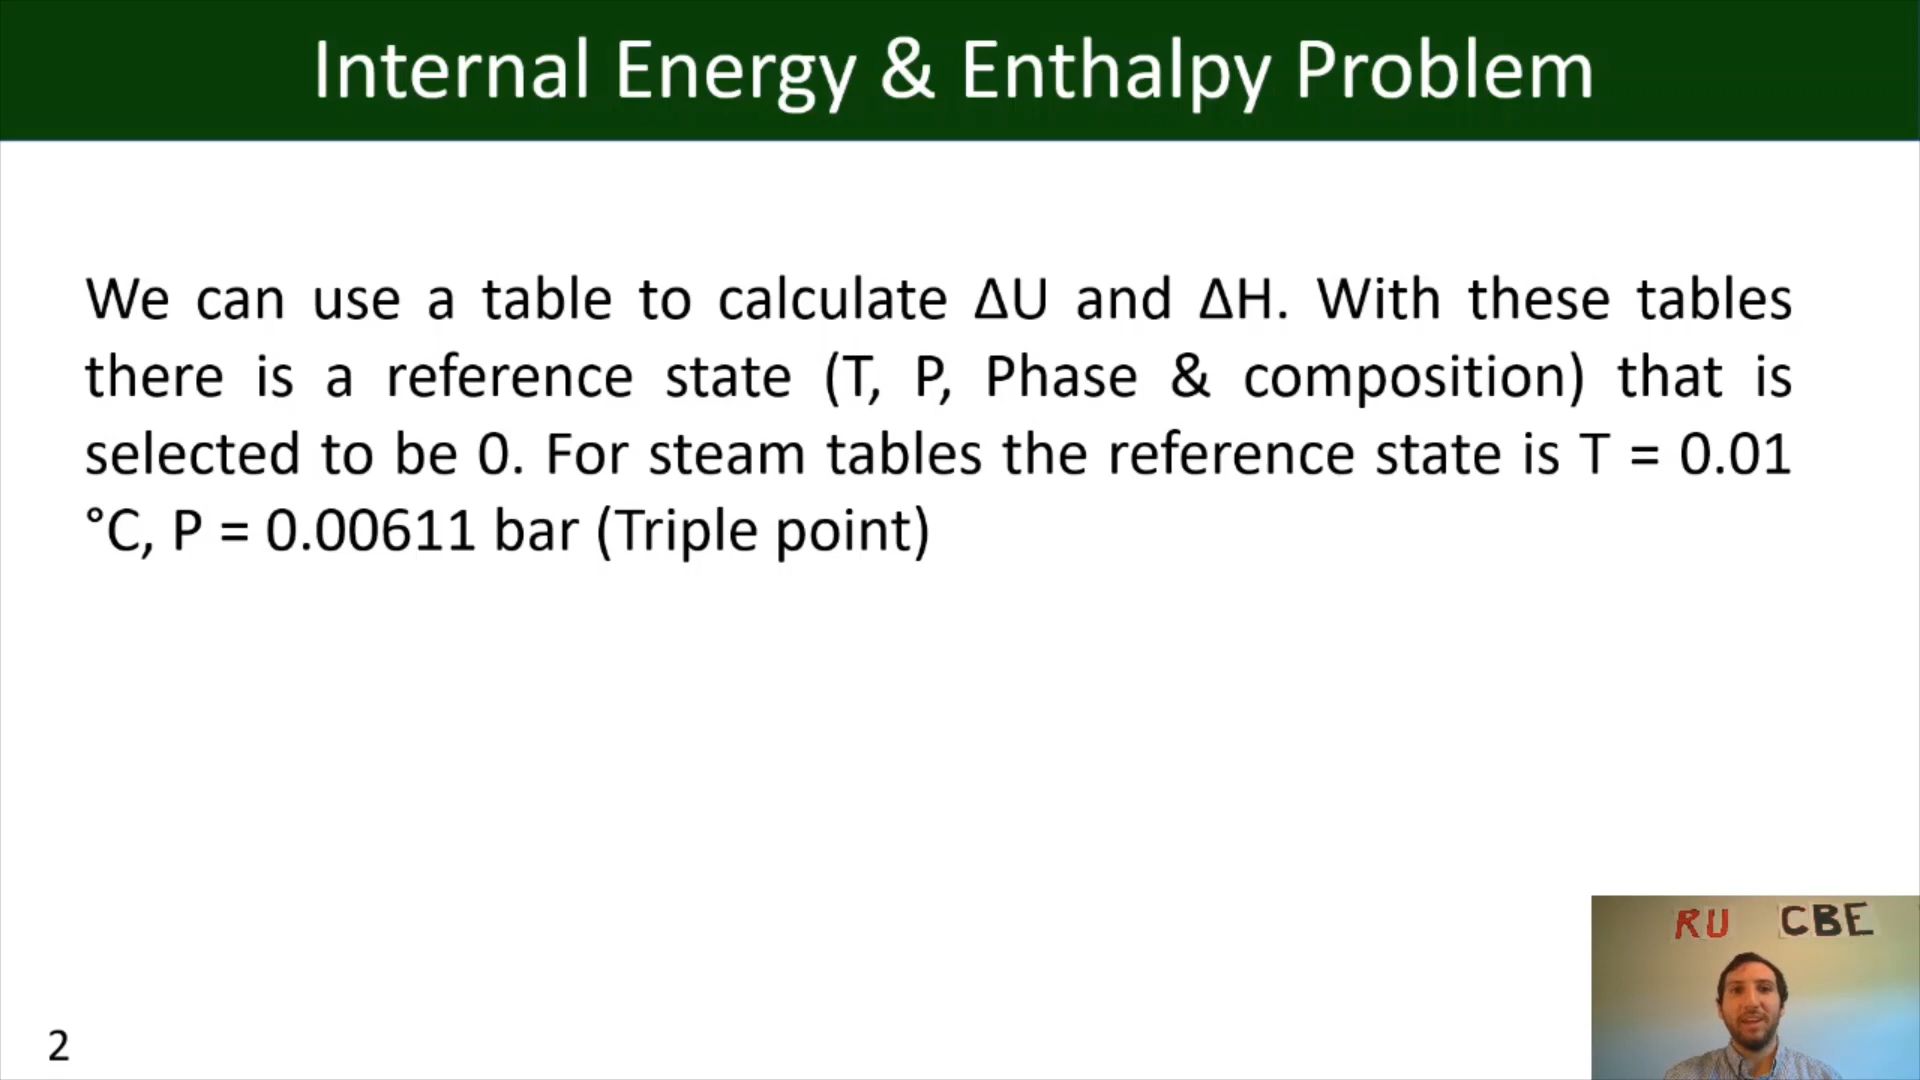 Internal Energy & Enthalpy Problem
We can use a table to calculate ΔU and ΔH. With these tables
there is a reference state (T, P, Phase & composition) that is
selected to be 0. For steam tables the reference state is T = 0.01
°C, P = 0.00611 bar (Triple point)
RU CBE
2